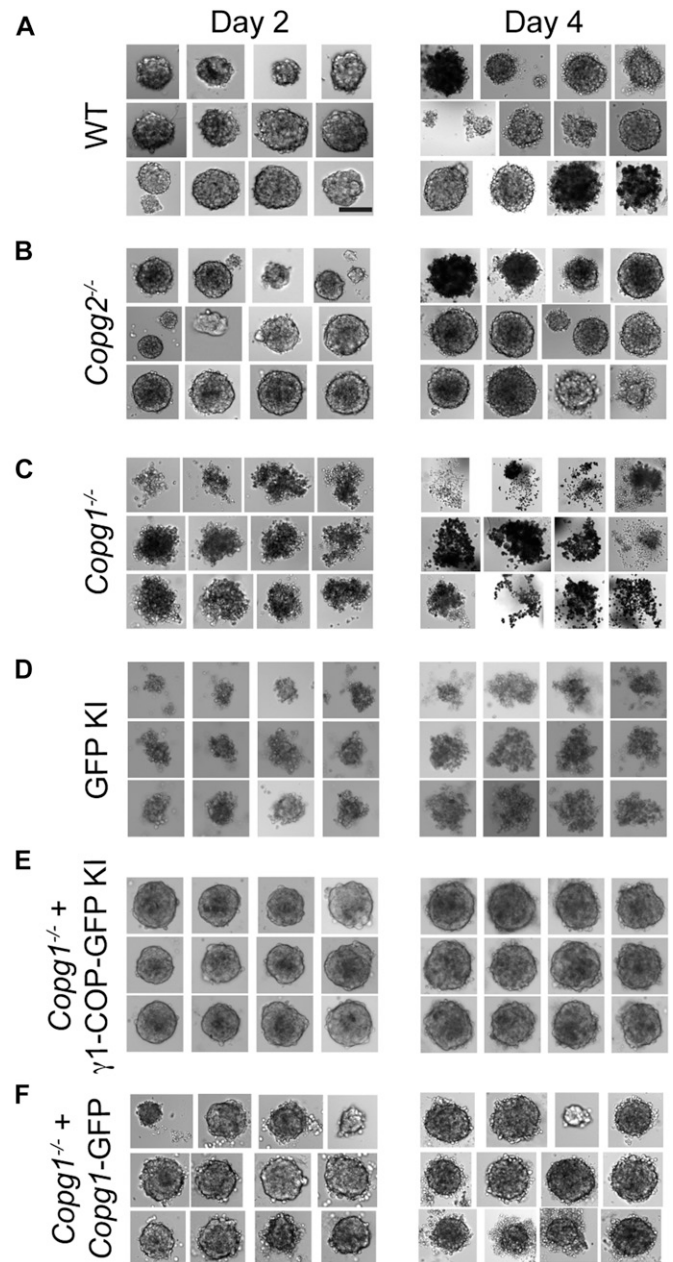 A
Day 2
Day 4
WT
B
Copg2-/-
C
Copg1-/-
D
GFP KI
E
Copg1-/- +
γ1-COP-GFP KI
F
Copg1-/- +
Copg1-GFP